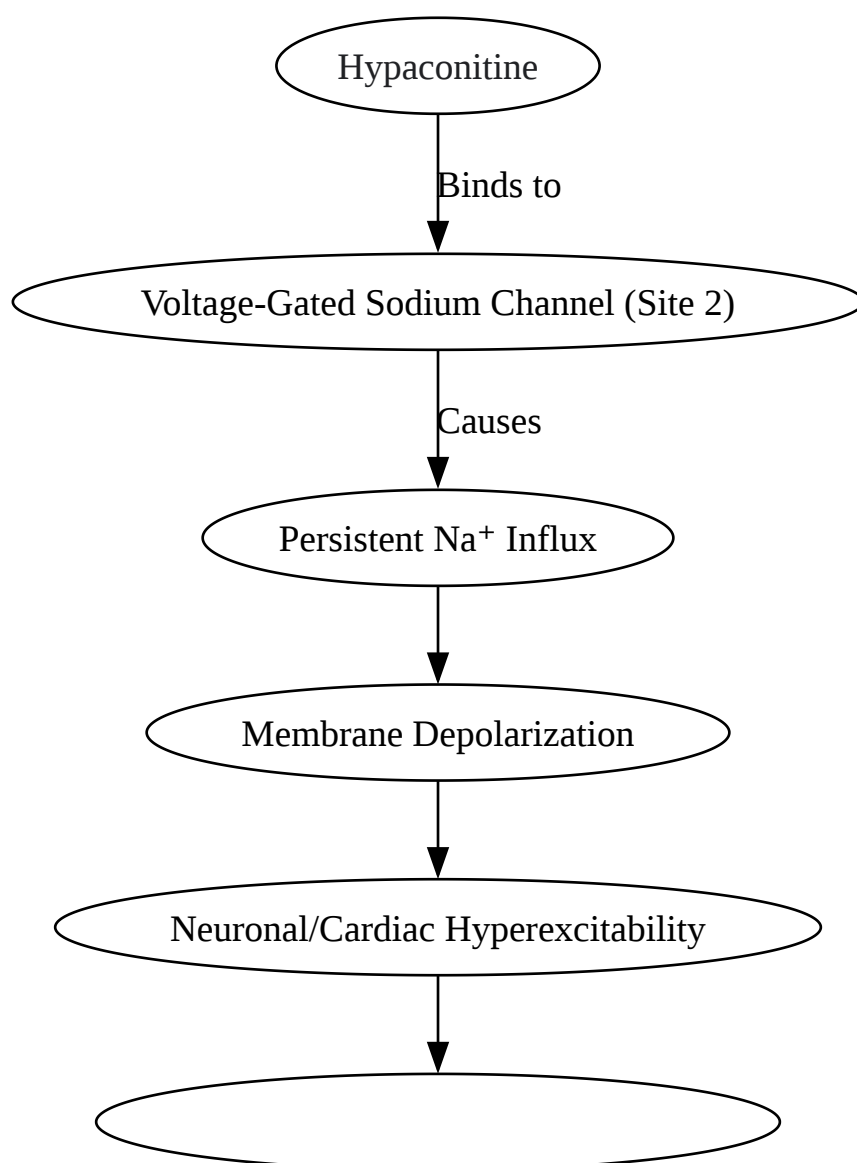 Hypaconitine
Binds to
Voltage-Gated Sodium Channel (Site 2)
Causes
Persistent Na⁺ Influx
Membrane Depolarization
Neuronal/Cardiac Hyperexcitability